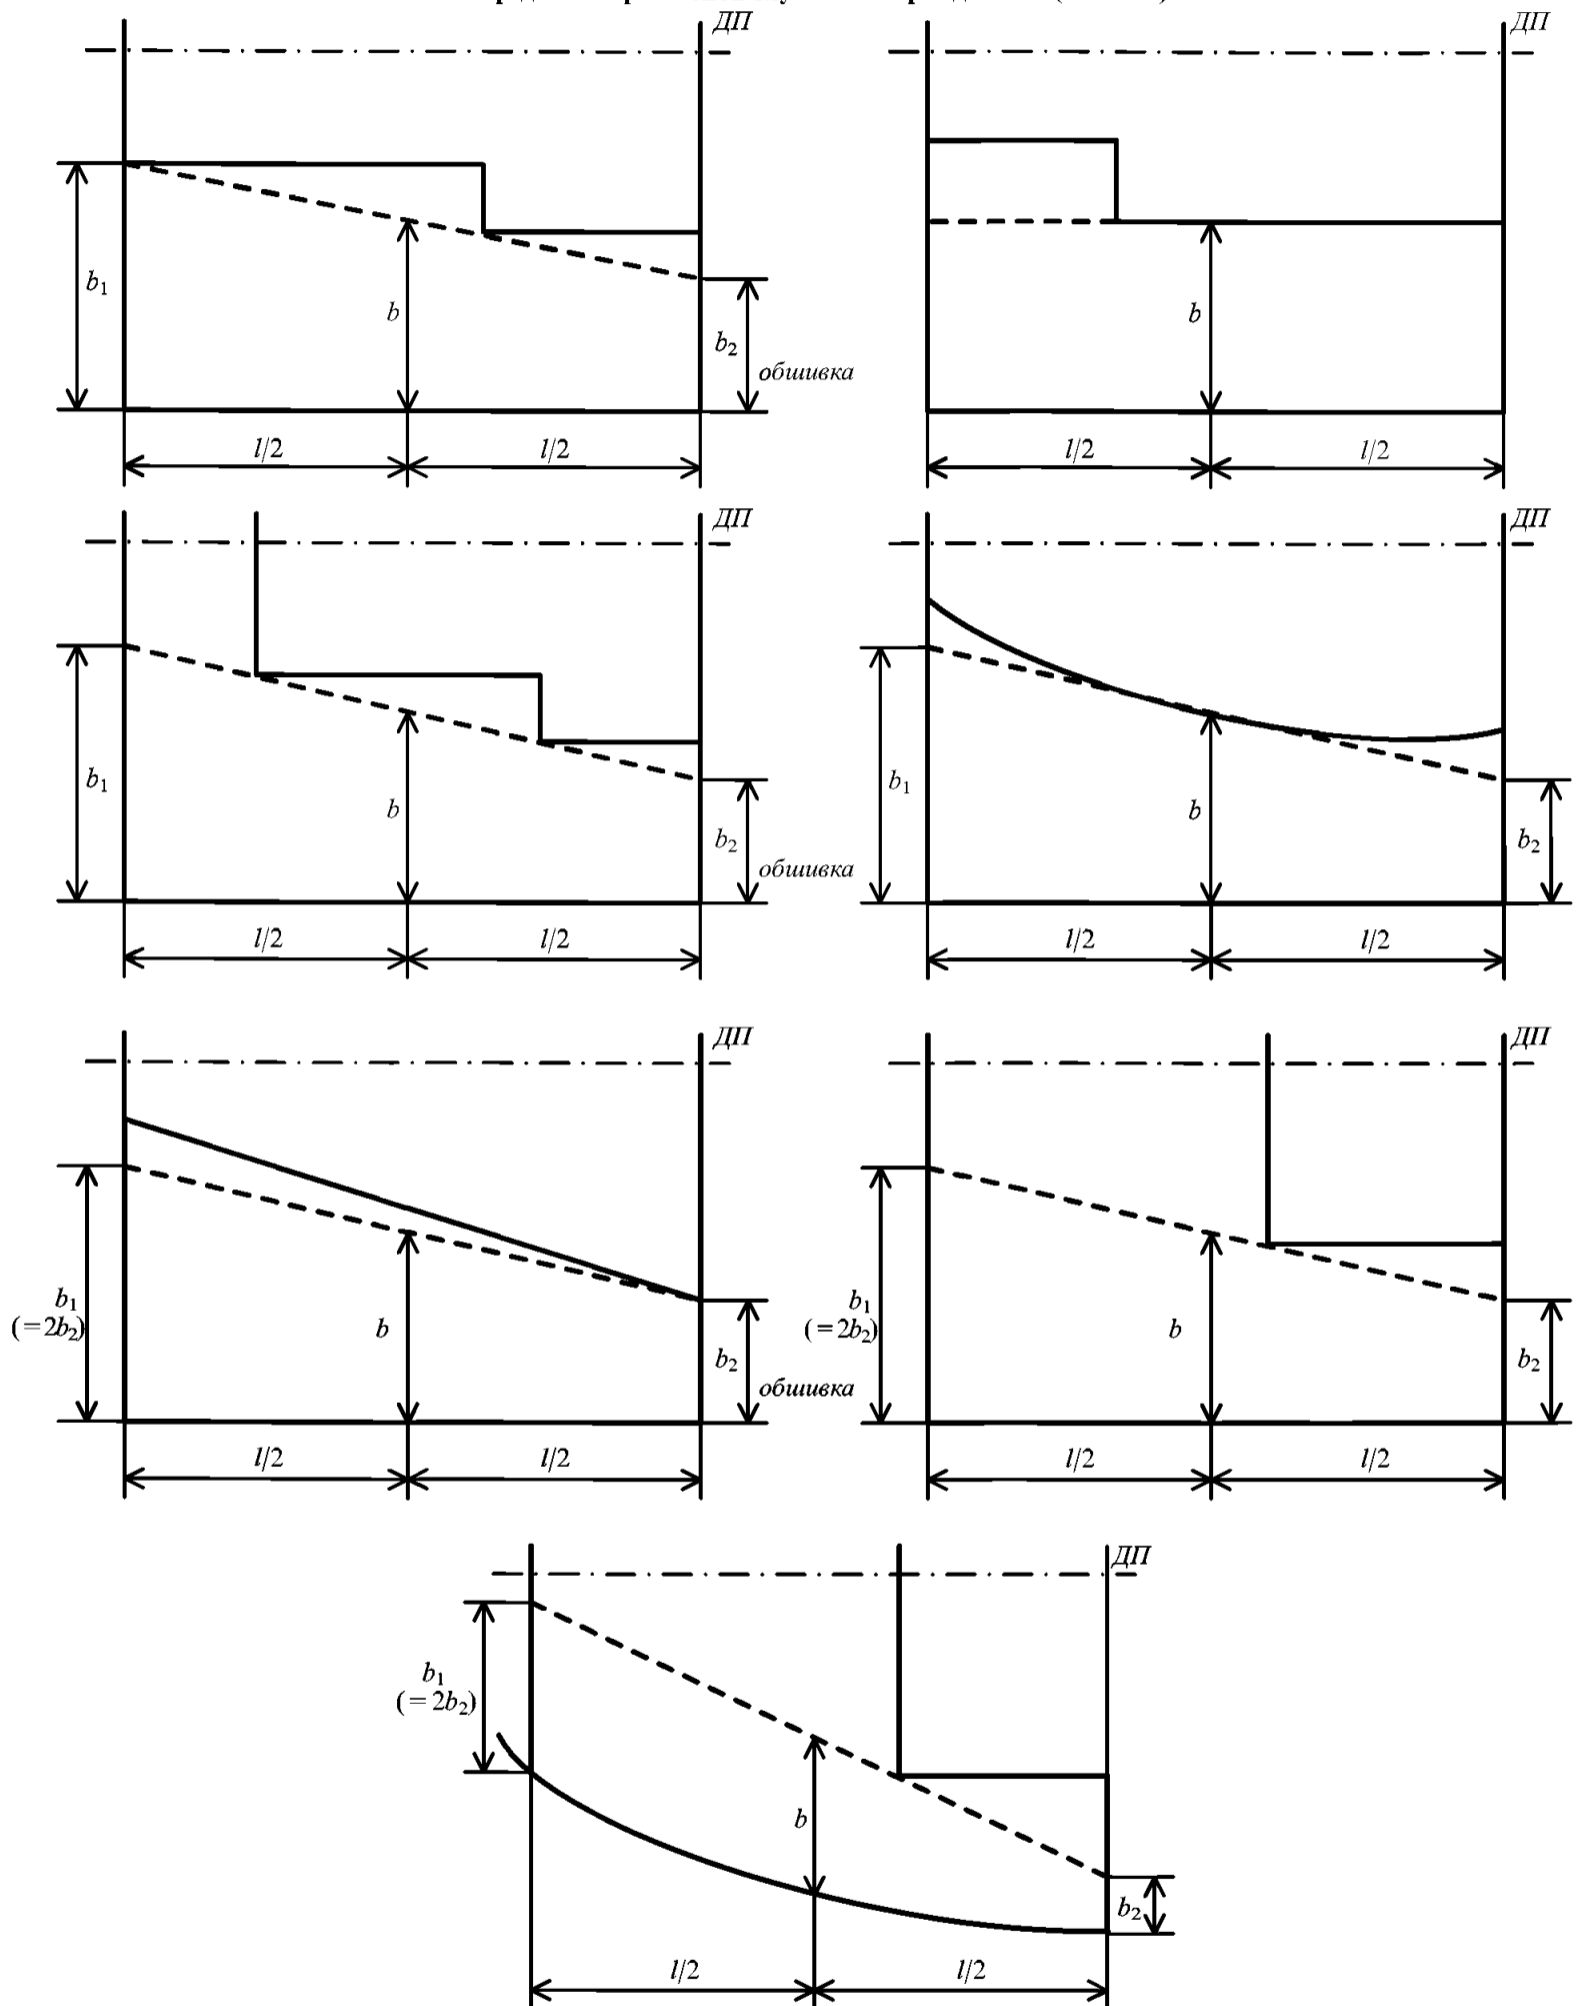 ДП ДП
b₁ b b₂ обшивка b
l/2 l/2 l/2 l/2
ДП ДП
b₁ b b₂ обшивка b₁ b b₂
l/2 l/2 l/2 l/2
ДП ДП
b₁ (=2b₂) b b₂ обшивка b₁ (=2b₂) b b₂
l/2 l/2 l/2 l/2
ДП
b₁
(=2b₂)
b
b₂
l/2 l/2